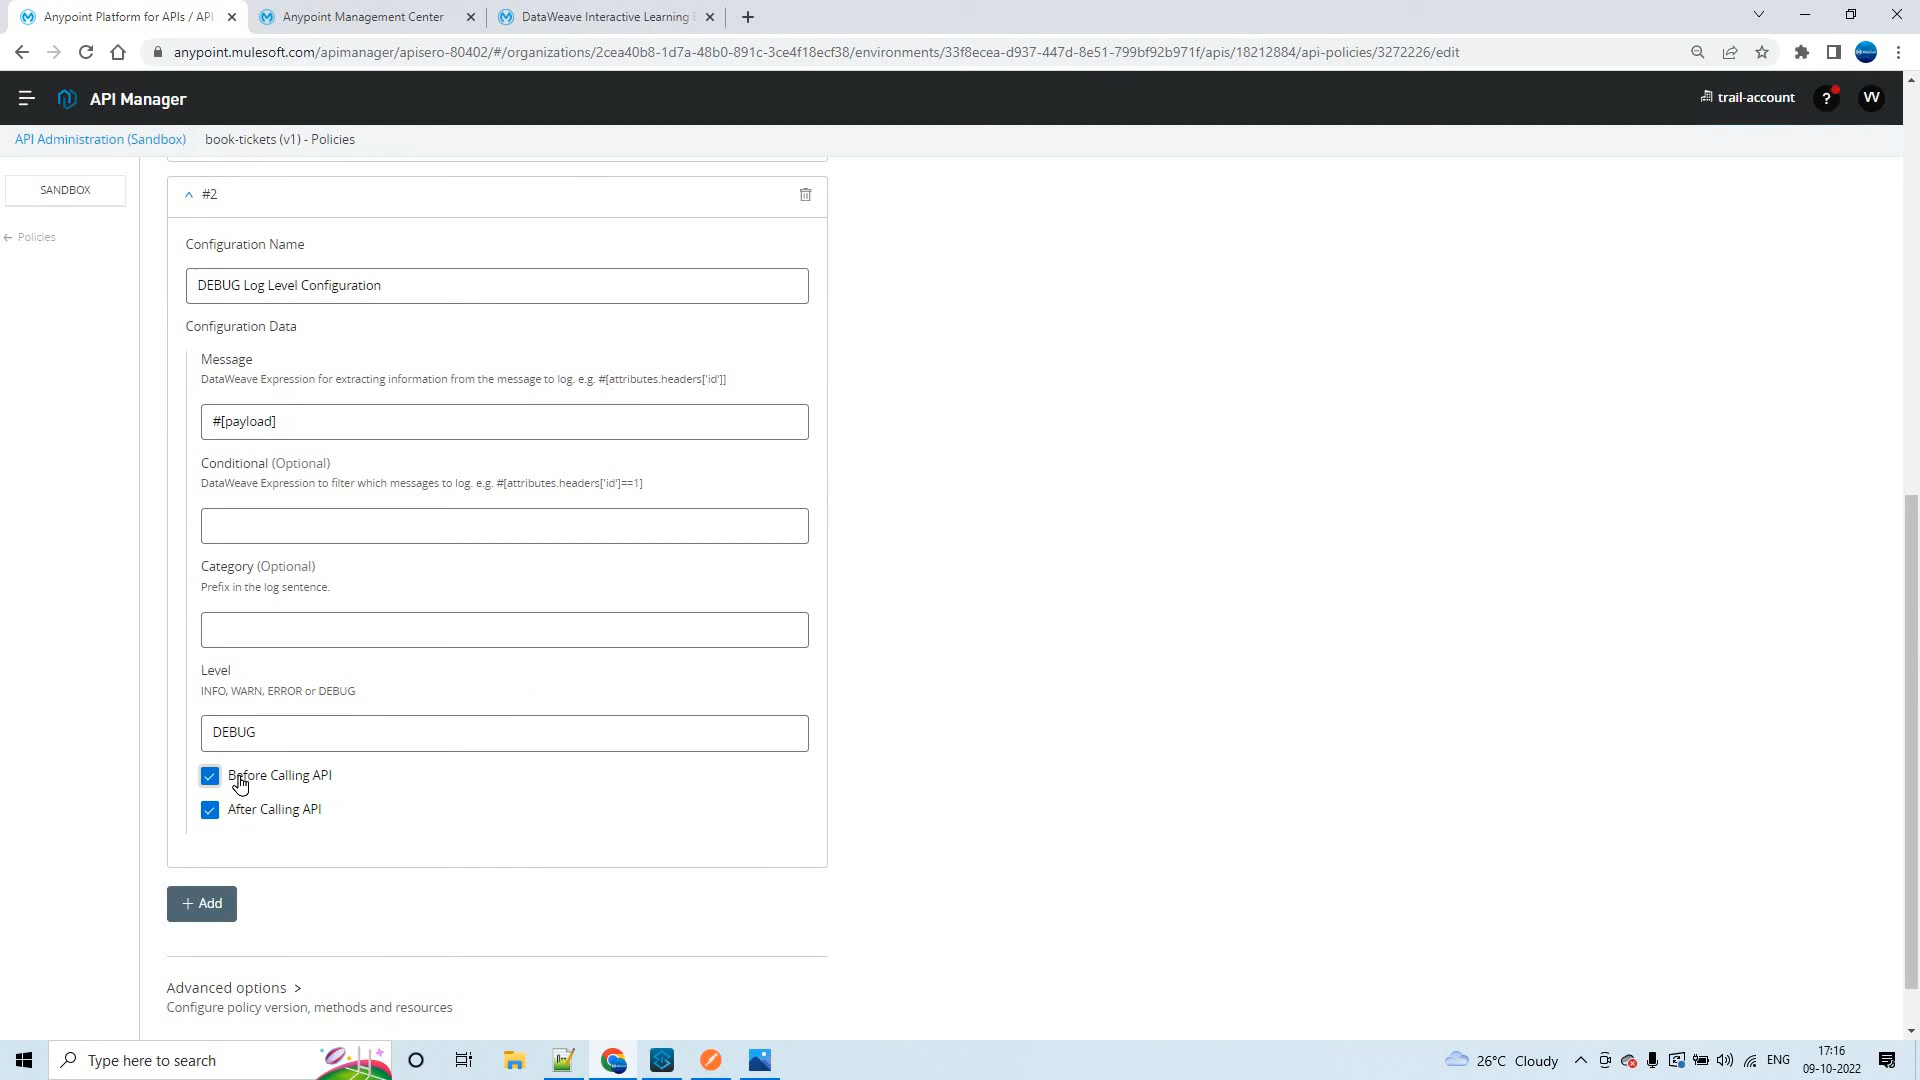 Anypoint Platform for APIs / API
Anypoint Management Center
DataWeave Interactive Learning
anypoint.mulesoft.com/apimanager/apisero-80402/#/organizations/2cea40b8-1d7a-48b0-891c-3ce4f18ecf38/environments/33f8ecea-d937-447d-8e51-799bf92b971f/apis/18212884/api-policies/3272226/edit
API Manager
trail-account
?
VV
API Administration (Sandbox)
book-tickets (v1) - Policies
SANDBOX
Policies
#2
Configuration Name
DEBUG Log Level Configuration
Configuration Data
Message
DataWeave Expression for extracting information from the message to log. e.g. #[attributes.headers['id']]
#[payload]
Conditional (Optional)
DataWeave Expression to filter which messages to log. e.g. #[attributes.headers['id']==1]
Category (Optional)
Prefix in the log sentence.
Level
INFO, WARN, ERROR or DEBUG
DEBUG
Before Calling API
After Calling API
+ Add
Advanced options >
Configure policy version, methods and resources
Type here to search
26°C Cloudy
ENG
17:16
09-10-2022